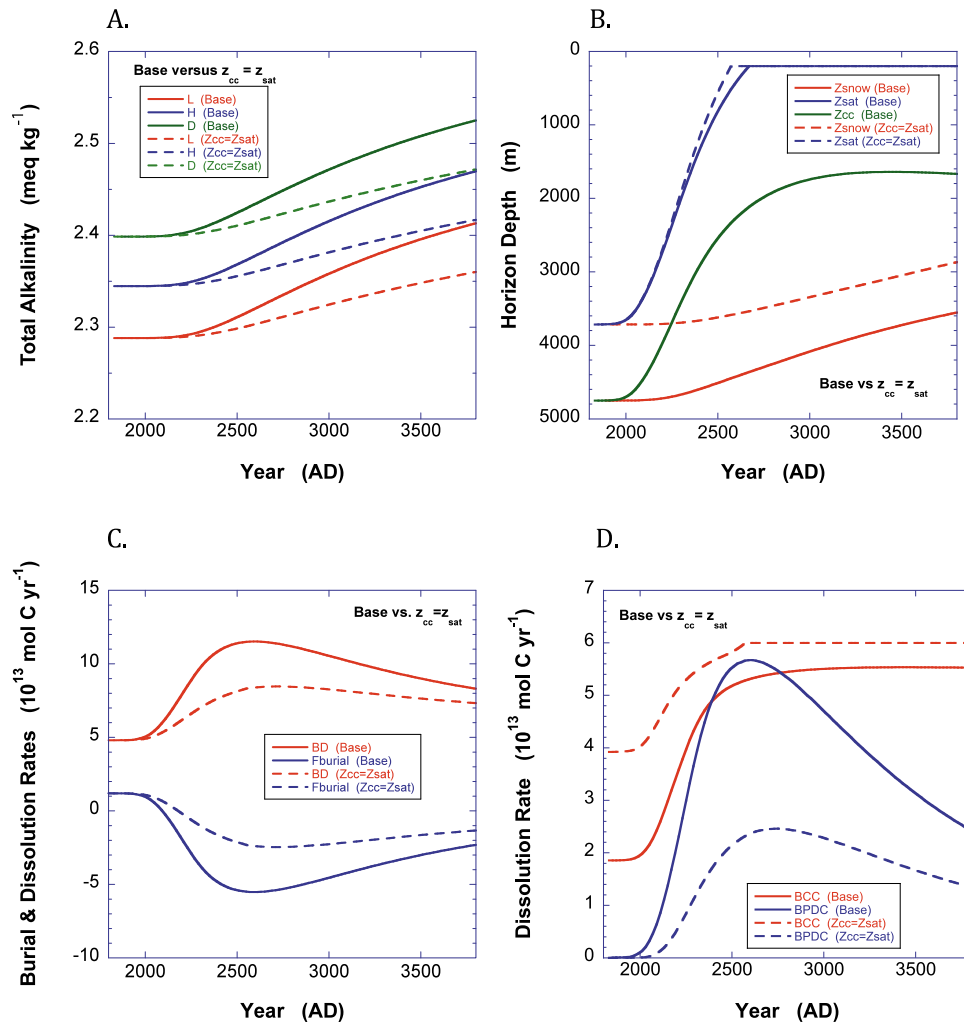 A.
Total Alkalinity (meq kg⁻¹)
2.6
2.5
2.4
2.3
2.2
Base versus z_cc = z_sat
L (Base)
H (Base)
D (Base)
L (Zcc=Zsat)
H (Zcc=Zsat)
D (Zcc=Zsat)
2000 2500 3000 3500
Year (AD)
B.
Horizon Depth (m)
0
1000
2000
3000
4000
5000
Zsnow (Base)
Zsat (Base)
Zcc (Base)
Zsnow (Zcc=Zsat)
Zsat (Zcc=Zsat)
Base vs z_cc = z_sat
2000 2500 3000 3500
Year (AD)
C.
Burial & Dissolution Rates (10¹³ mol C yr⁻¹)
15
10
5
0
-5
-10
Base vs. z_cc=z_sat
BD (Base)
Fburial (Base)
BD (Zcc=Zsat)
Fburial (Zcc=Zsat)
2000 2500 3000 3500
Year (AD)
D.
Dissolution Rate (10¹³ mol C yr⁻¹)
7
6
5
4
3
2
1
0
Base vs z_cc = z_sat
BCC (Base)
BPDC (Base)
BCC (Zcc=Zsat)
BPDC (Zcc=Zsat)
2000 2500 3000 3500
Year (AD)